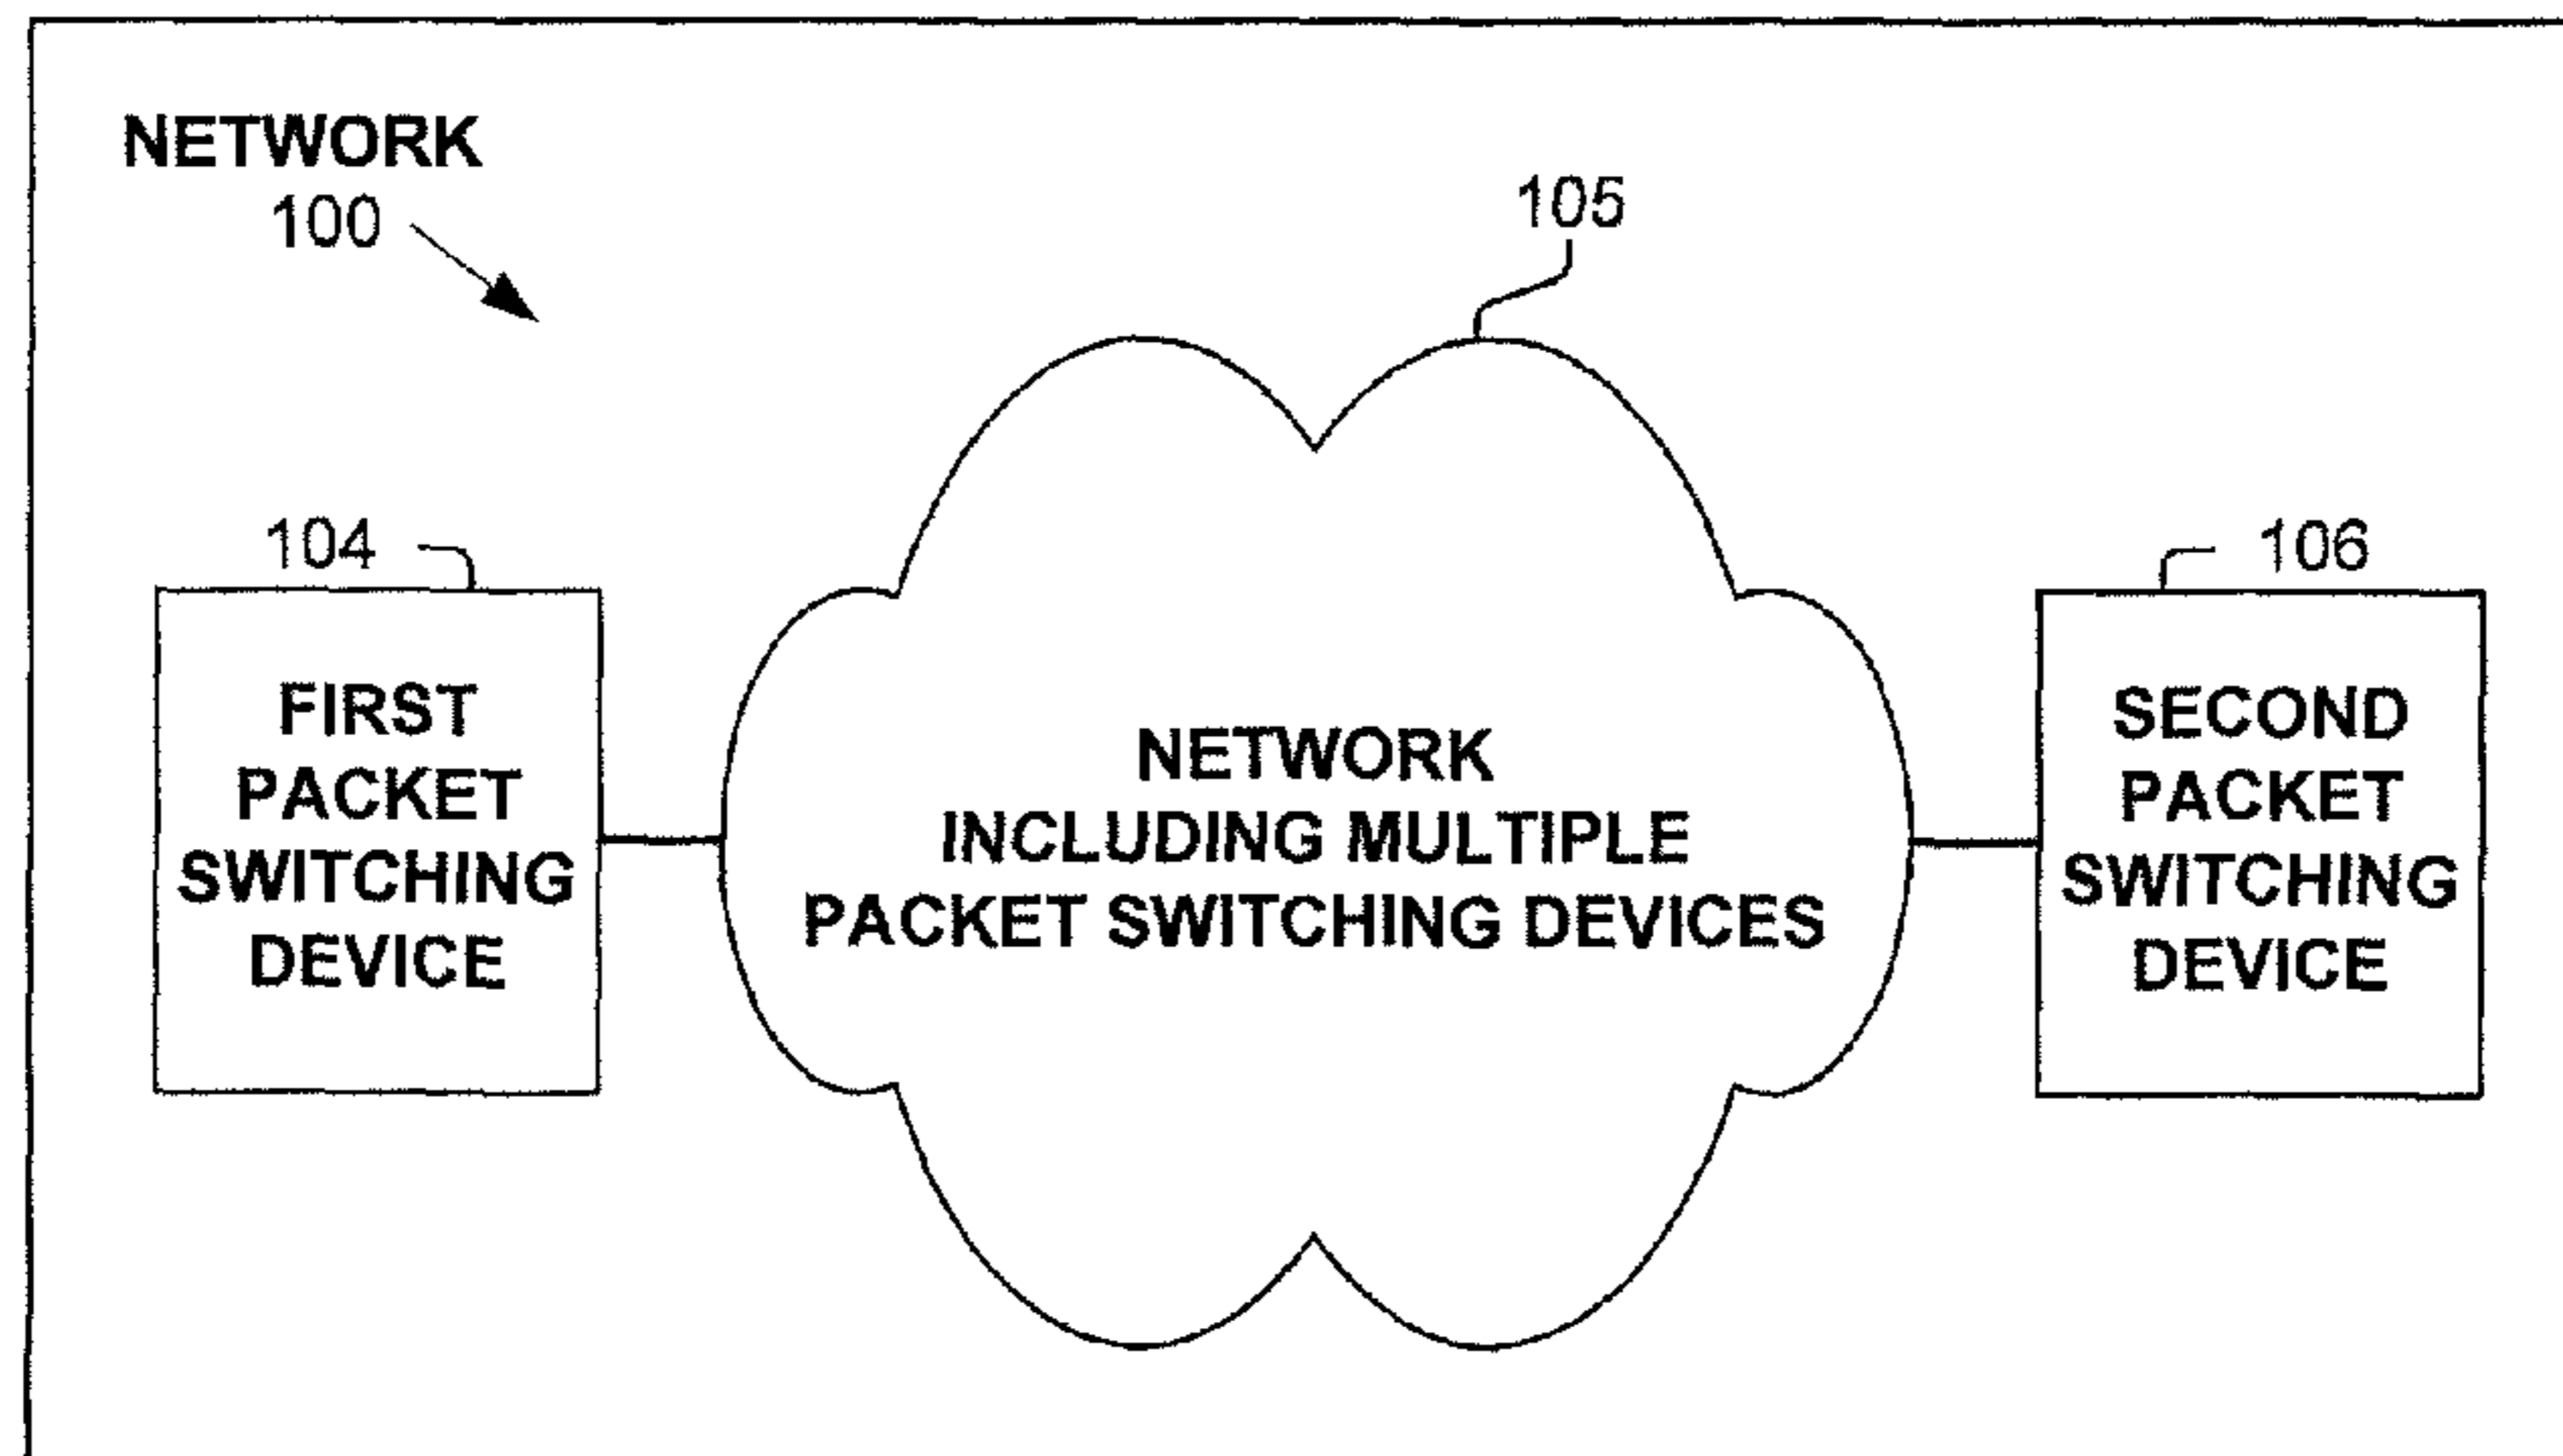 NETWORK
100
105
104
106
FIRST
PACKET
SWITCHING
DEVICE
NETWORK
INCLUDING MULTIPLE
PACKET SWITCHING DEVICES
SECOND
PACKET
SWITCHING
DEVICE